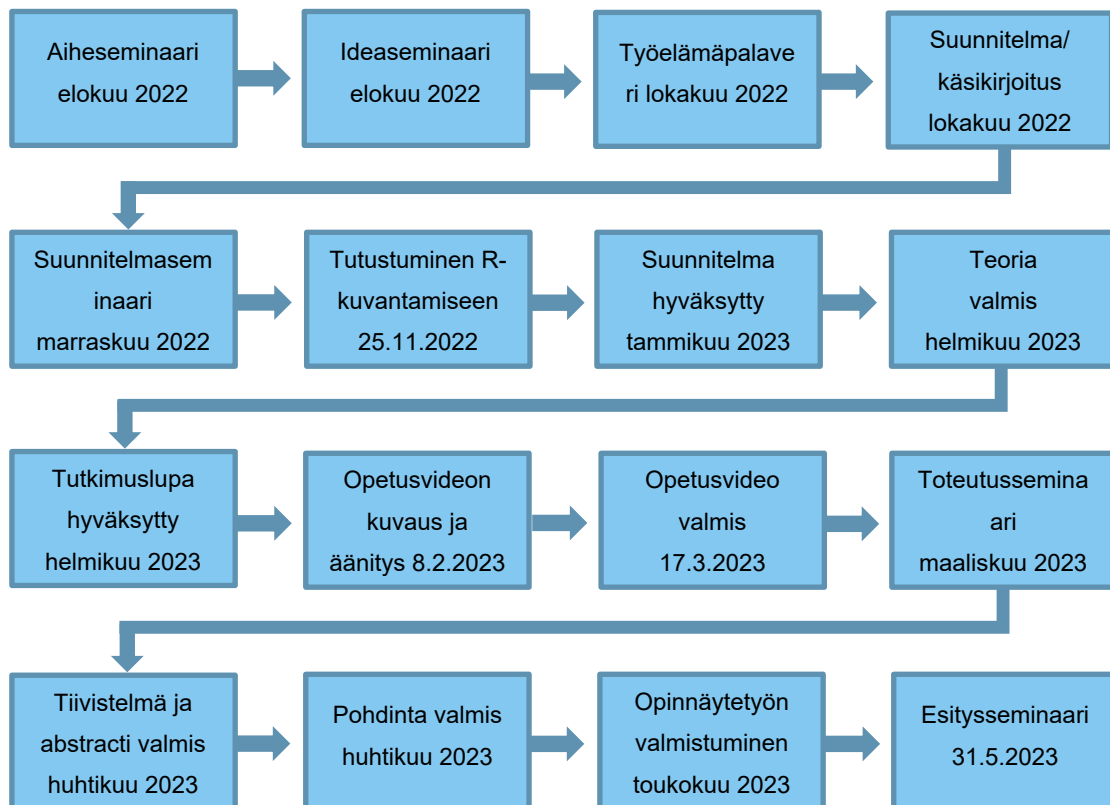 Aiheseminaari
elokuu 2022
Ideaseminaari
elokuu 2022
Työelämäpalave
ri lokakuu 2022
Suunnitelma/
käsikirjoitus
lokakuu 2022
Suunnitelmasem
inaari
marraskuu 2022
Tutustuminen R-
kuvantamiseen
25.11.2022
Suunnitelma
hyväksytty
tammikuu 2023
Teoria
valmis
helmikuu 2023
Tutkimuslupa
hyväksytty
helmikuu 2023
Opetusvideon
kuvaus ja
äänitys 8.2.2023
Opetusvideo
valmis
17.3.2023
Toteutussemina
ari
maaliskuu 2023
Tiivistelmä ja
abstracti valmis
huhtikuu 2023
Pohdinta valmis
huhtikuu 2023
Opinnäytetyön
valmistuminen
toukokuu 2023
Esitysseminaari
31.5.2023